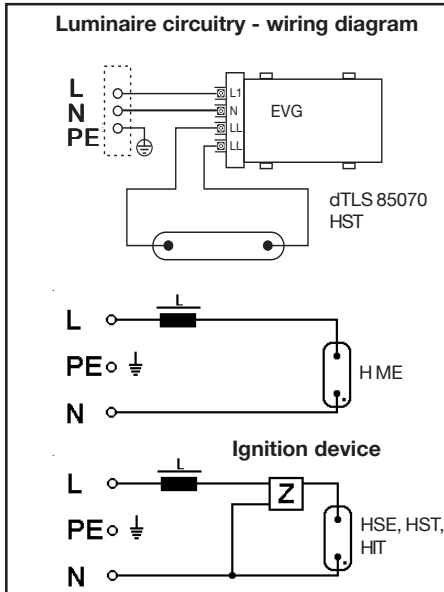 Luminaire circuitry - wiring diagram
L
N
PE
L1
N
LL
LL
EVG
dTLS 85070
HST
L
L
PE
N
HME
Ignition device
L
L
Z
PE
N
HSE, HST,
HIT